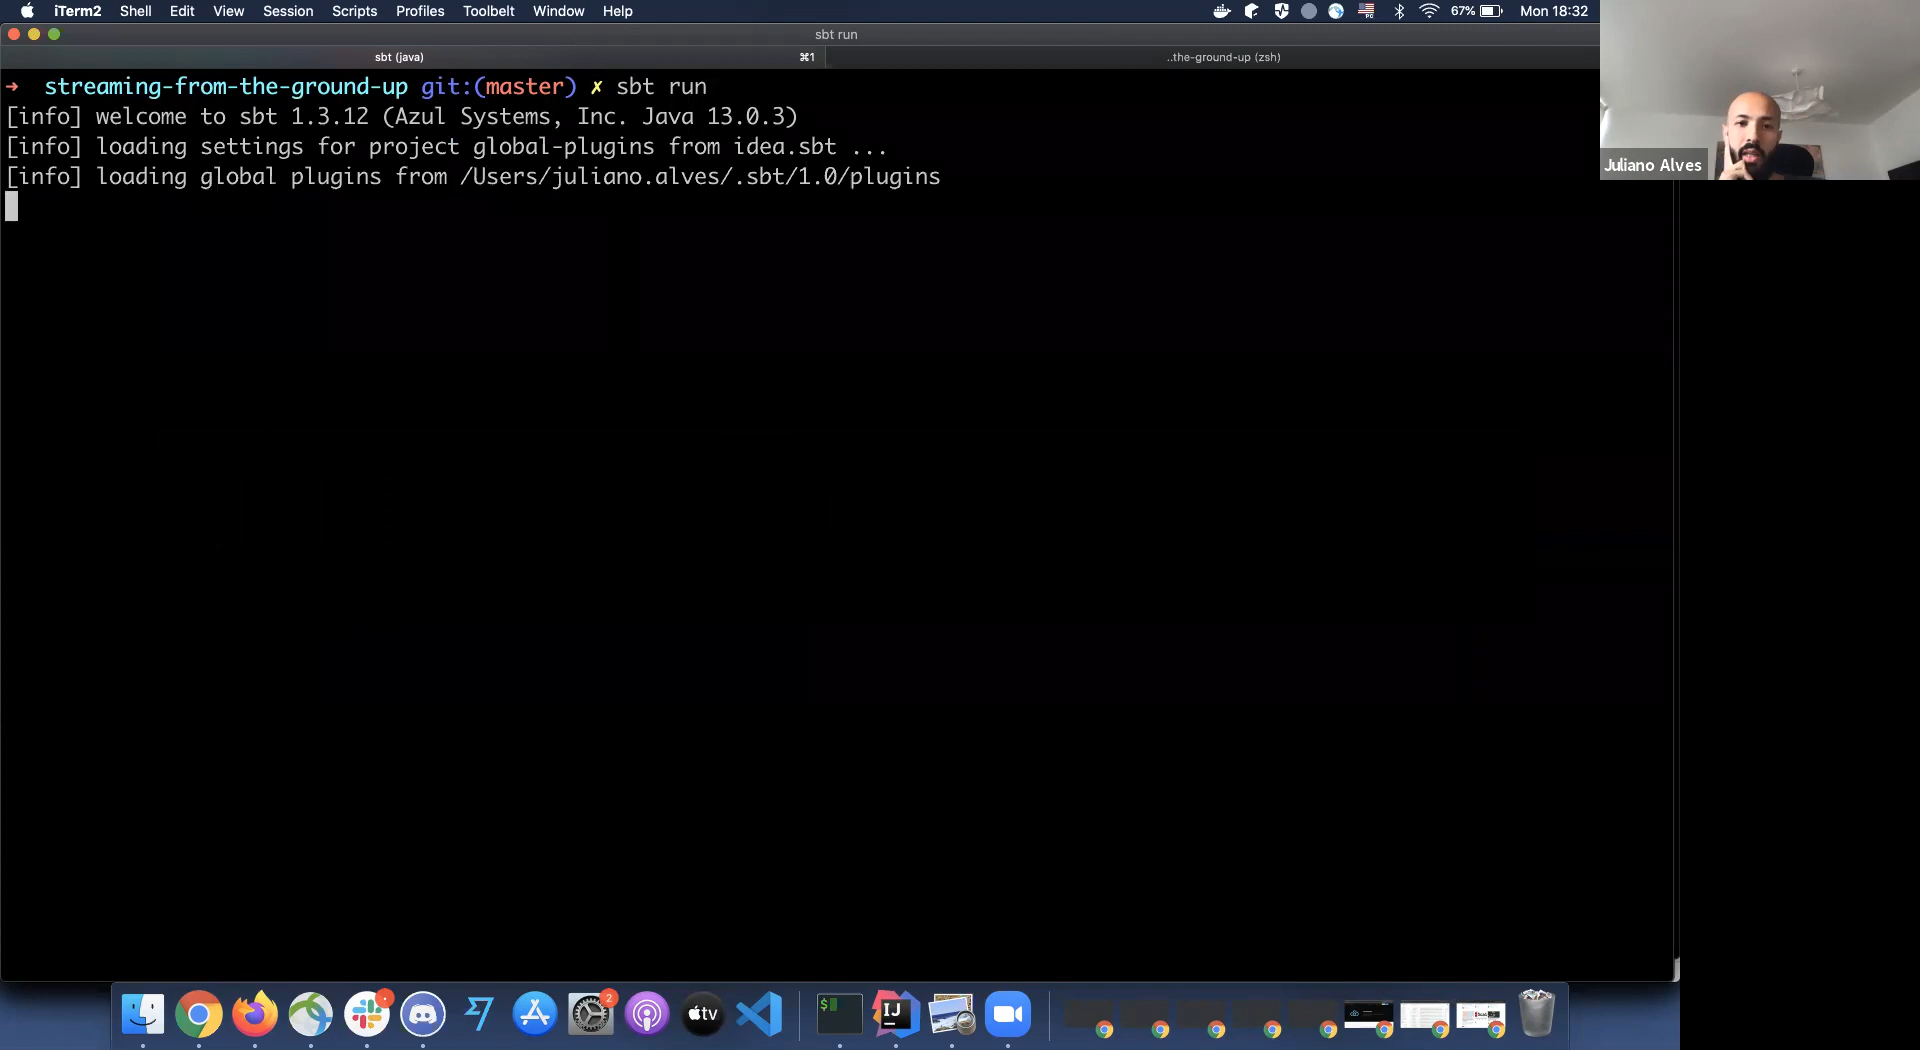 iTerm2 Shell Edit View Session Scripts Profiles Toolbelt Window Help 67% Mon 18:32
sbt run
sbt (java) ⌘1 ..the-ground-up (zsh)
➜ streaming-from-the-ground-up git:(master) ✗ sbt run
[info] welcome to sbt 1.3.12 (Azul Systems, Inc. Java 13.0.3)
[info] loading settings for project global-plugins from idea.sbt ...
[info] loading global plugins from /Users/juliano.alves/.sbt/1.0/plugins
Juliano Alves
2
tv
$
IJ